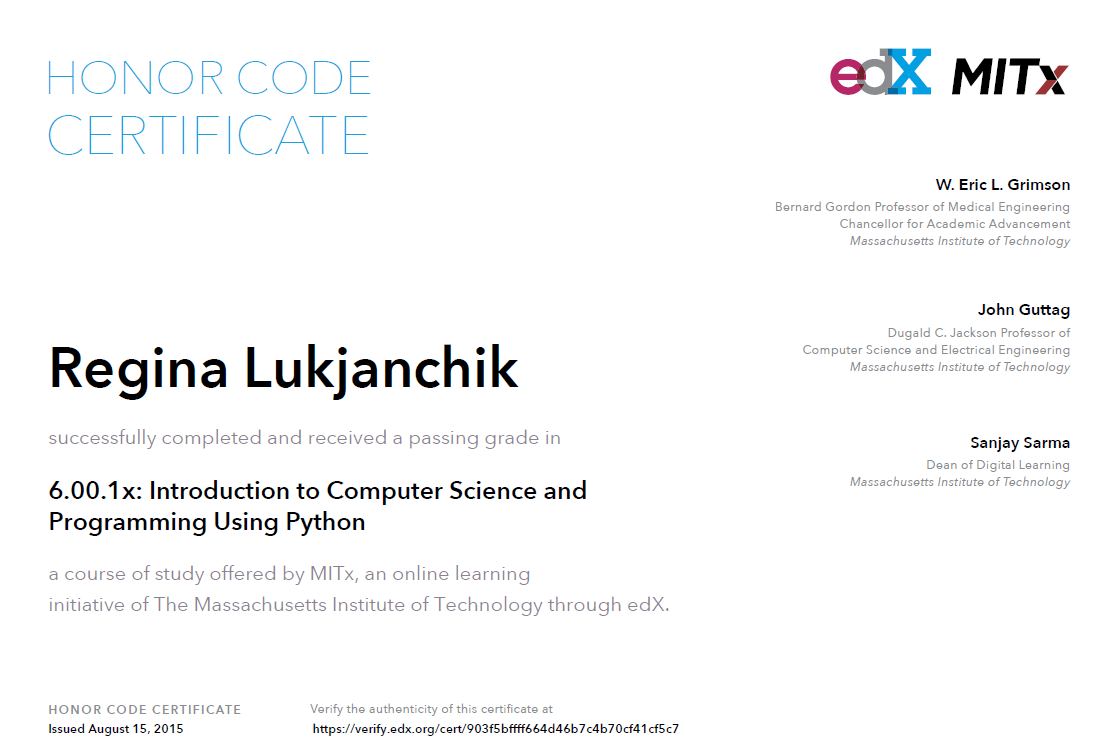 HONOR CODE
CERTIFICATE
edX MITx
W. Eric L. Grimson
Bernard Gordon Professor of Medical Engineering
Chancellor for Academic Advancement
Massachusetts Institute of Technology
John Guttag
Dugald C. Jackson Professor of
Computer Science and Electrical Engineering
Massachusetts Institute of Technology
Sanjay Sarma
Dean of Digital Learning
Massachusetts Institute of Technology
Regina Lukjanchik
successfully completed and received a passing grade in
6.00.1x: Introduction to Computer Science and
Programming Using Python
a course of study offered by MITx, an online learning
initiative of The Massachusetts Institute of Technology through edX.
HONOR CODE CERTIFICATE
Issued August 15, 2015
Verify the authenticity of this certificate at
https://verify.edx.org/cert/903f5bffff664d46b7c4b70cf41cf5c7